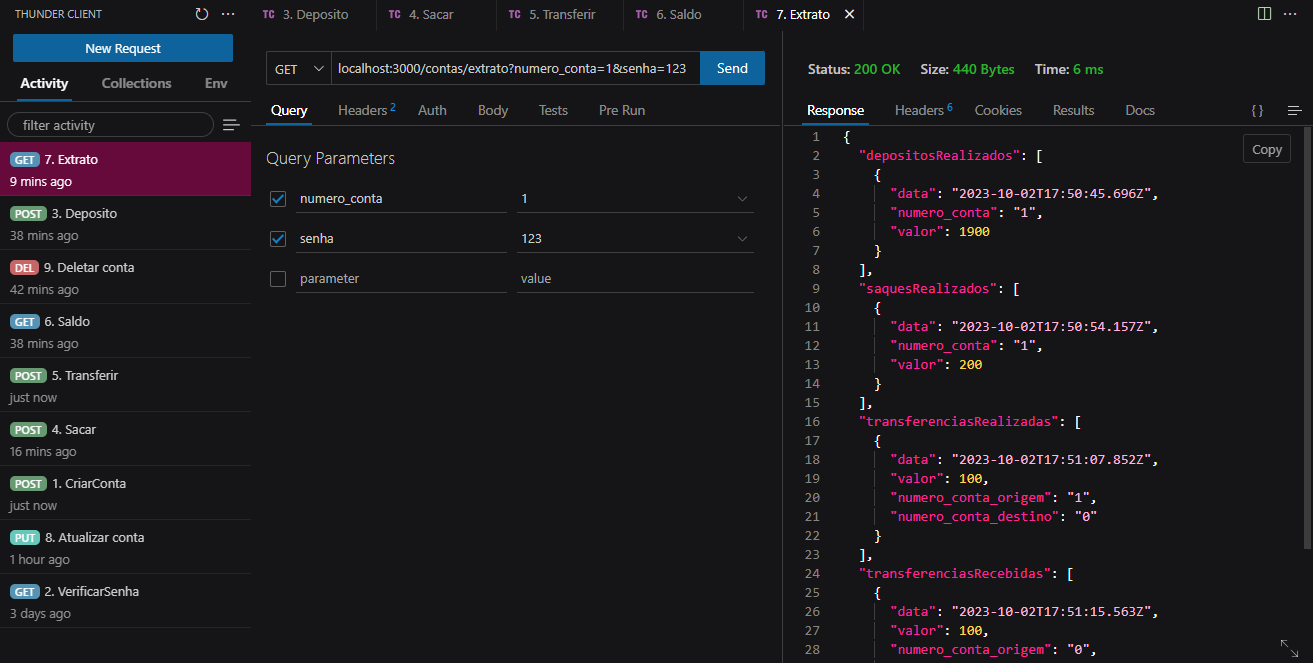 THUNDER CLIENT
New Request
Activity Collections Env
filter activity
GET 7. Extrato
9 mins ago
POST 3. Deposito
38 mins ago
DEL 9. Deletar conta
42 mins ago
GET 6. Saldo
38 mins ago
POST 5. Transferir
just now
POST 4. Sacar
16 mins ago
POST 1. CriarConta
just now
PUT 8. Atualizar conta
1 hour ago
GET 2. VerificarSenha
3 days ago
TC 3. Deposito TC 4. Sacar TC 5. Transferir TC 6. Saldo TC 7. Extrato
GET localhost:3000/contas/extrato?numero_conta=1&senha=123 Send
Query Headers 2 Auth Body Tests Pre Run
Query Parameters
numero_conta 1
senha 123
parameter value
Status: 200 OK Size: 440 Bytes Time: 6 ms
Response Headers 6 Cookies Results Docs {}
Copy
1 {
2 "depositosRealizados": [
3 {
4 "data": "2023-10-02T17:50:45.696Z",
5 "numero_conta": "1",
6 "valor": 1900
7 }
8 ],
9 "saquesRealizados": [
10 {
11 "data": "2023-10-02T17:50:54.157Z",
12 "numero_conta": "1",
13 "valor": 200
14 }
15 ],
16 "transferenciasRealizadas": [
17 {
18 "data": "2023-10-02T17:51:07.852Z",
19 "valor": 100,
20 "numero_conta_origem": "1",
21 "numero_conta_destino": "0"
22 }
23 ],
24 "transferenciasRecebidas": [
25 {
26 "data": "2023-10-02T17:51:15.563Z",
27 "valor": 100,
28 "numero_conta_origem": "0",